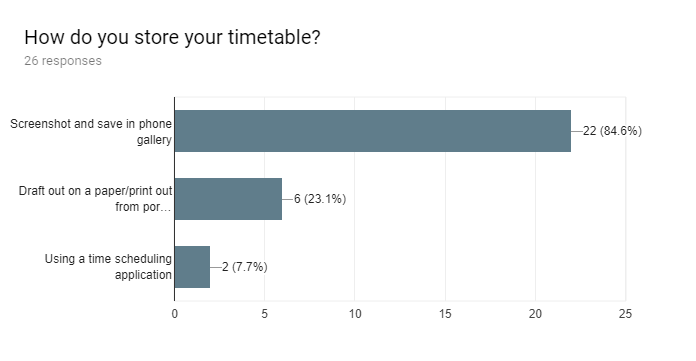 How do you store your timetable?
26 responses
Screenshot and save in phone
gallery
22 (84.6%)
Draft out on a paper/print out
from por…
6 (23.1%)
Using a time scheduling
application
2 (7.7%)
0 5 10 15 20 25